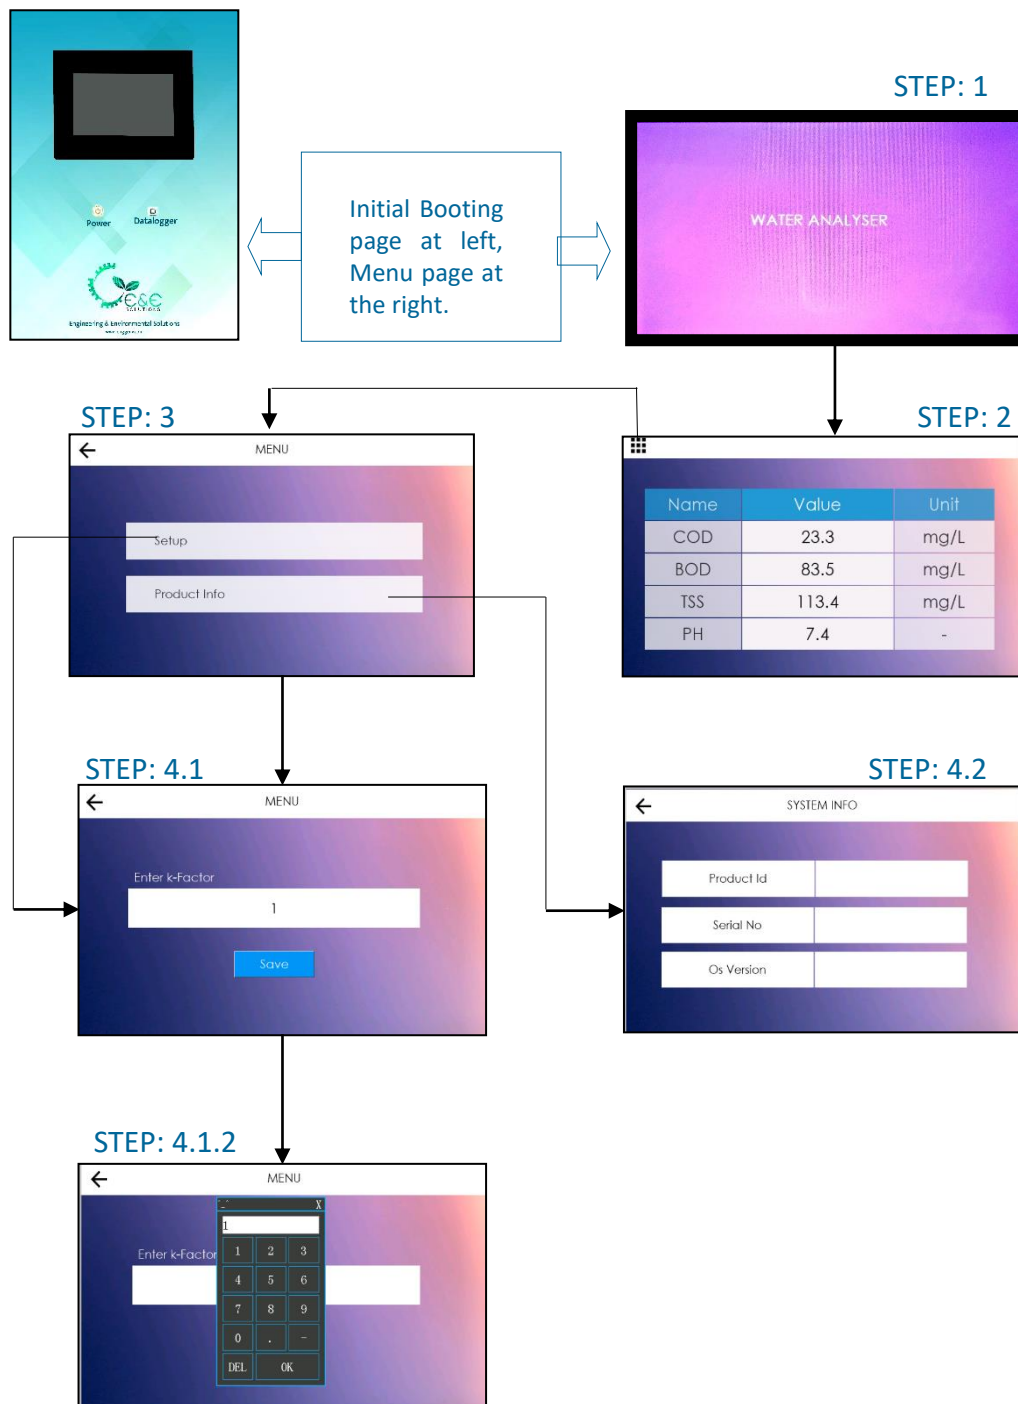 STEP: 1
Power
Datalogger
E&E
SOLUTIONS
Engineering & Environmental Solutions
Initial Booting
page at left,
Menu page at
the right.
WATER ANALYSER
STEP: 2
Name Value Unit
COD 23.3 mg/L
BOD 83.5 mg/L
TSS 113.4 mg/L
PH 7.4 -
STEP: 3
MENU
Setup
Product Info
STEP: 4.1
MENU
Enter k-Factor
1
Save
STEP: 4.2
SYSTEM INFO
Product Id
Serial No
Os Version
STEP: 4.1.2
MENU
Enter k-Factor
X
1
1 2 3
4 5 6
7 8 9
0 . -
DEL OK